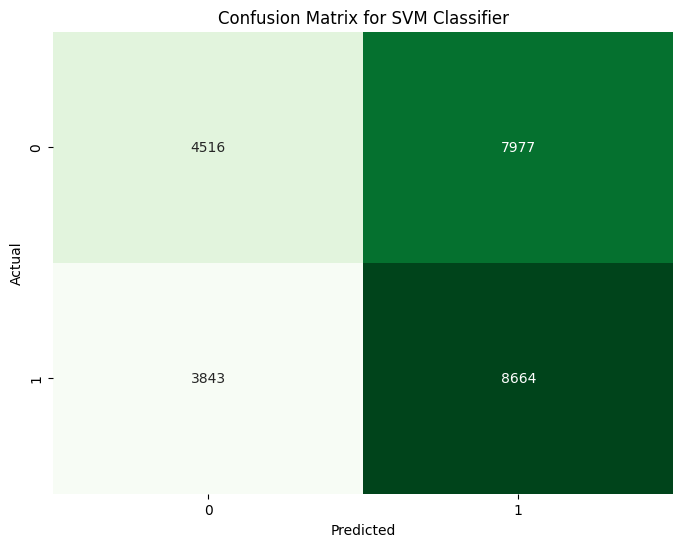 Confusion Matrix for SVM Classifier
Actual
0
4516
7977
1
3843
8664
0
1
Predicted